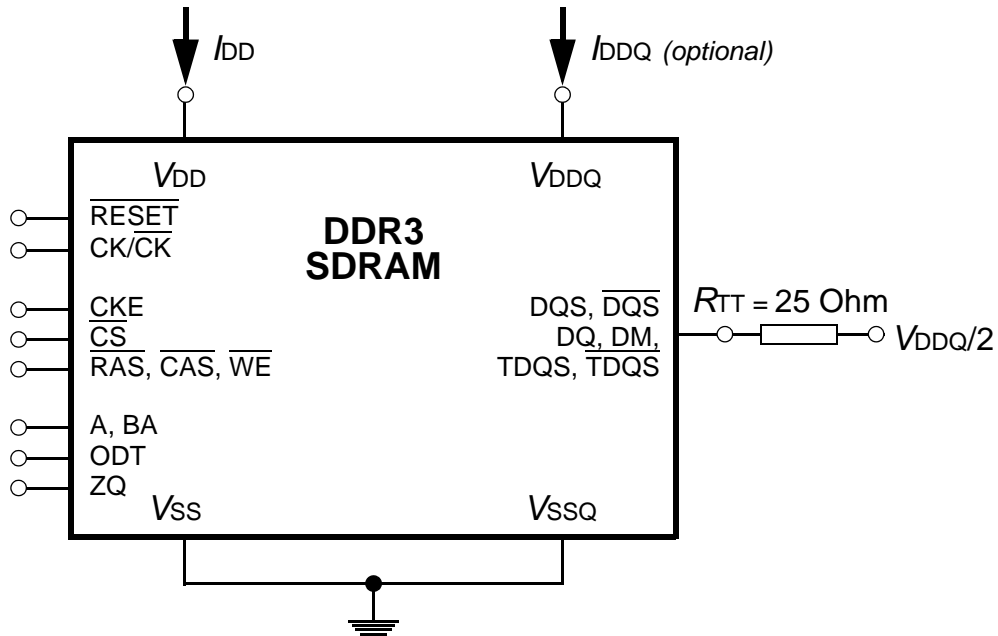 IDD
IDDQ (optional)
VDD
VDDQ
RESET
CK/CK
DDR3
SDRAM
CKE
CS
RAS, CAS, WE
DQS, DQS
DQ, DM,
TDQS, TDQS
RTT = 25 Ohm
VDDQ/2
A, BA
ODT
ZQ
VSS
VSSQ